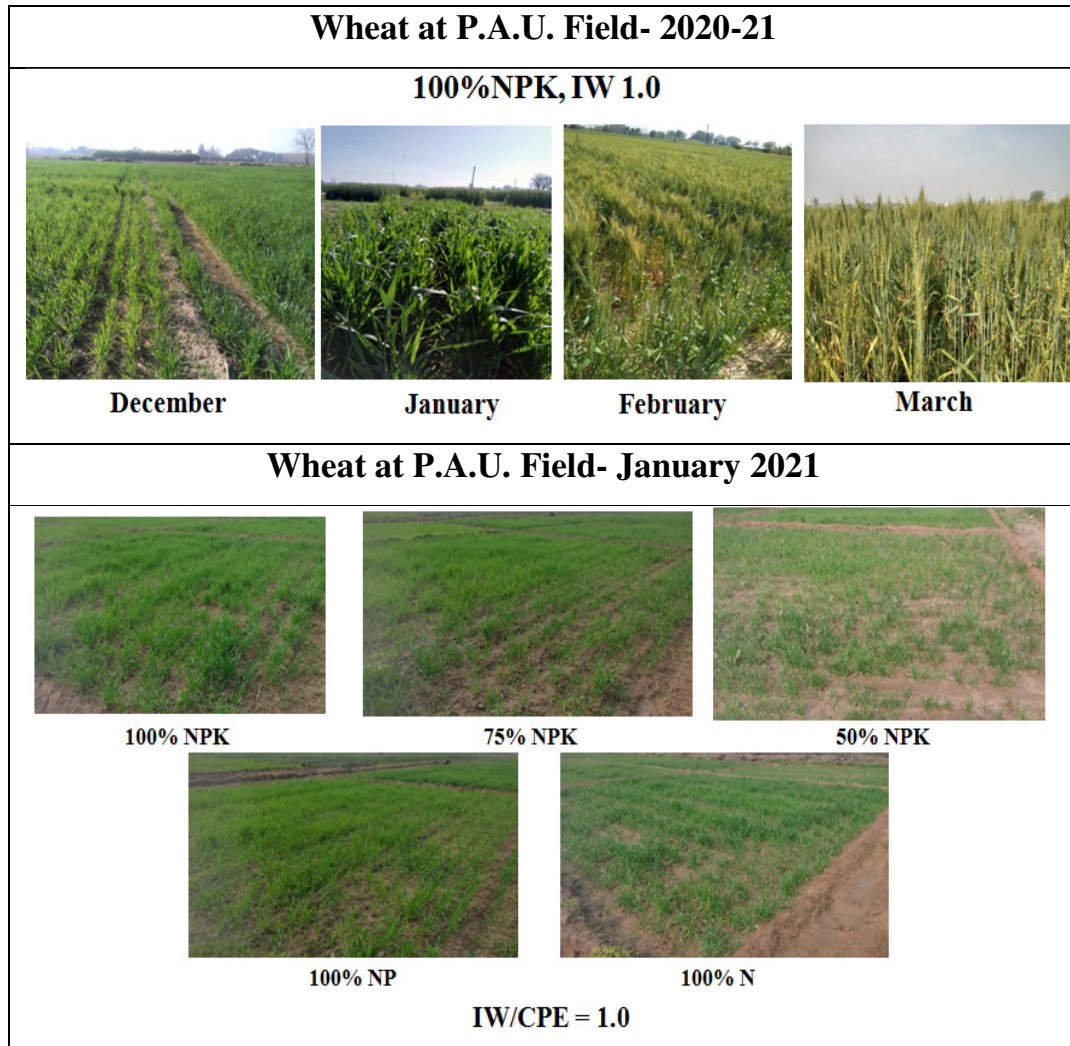 Wheat at P.A.U. Field- 2020-21
100%NPK, IW 1.0
December January February March
Wheat at P.A.U. Field- January 2021
100% NPK 75% NPK 50% NPK
100% NP 100% N
IW/CPE = 1.0